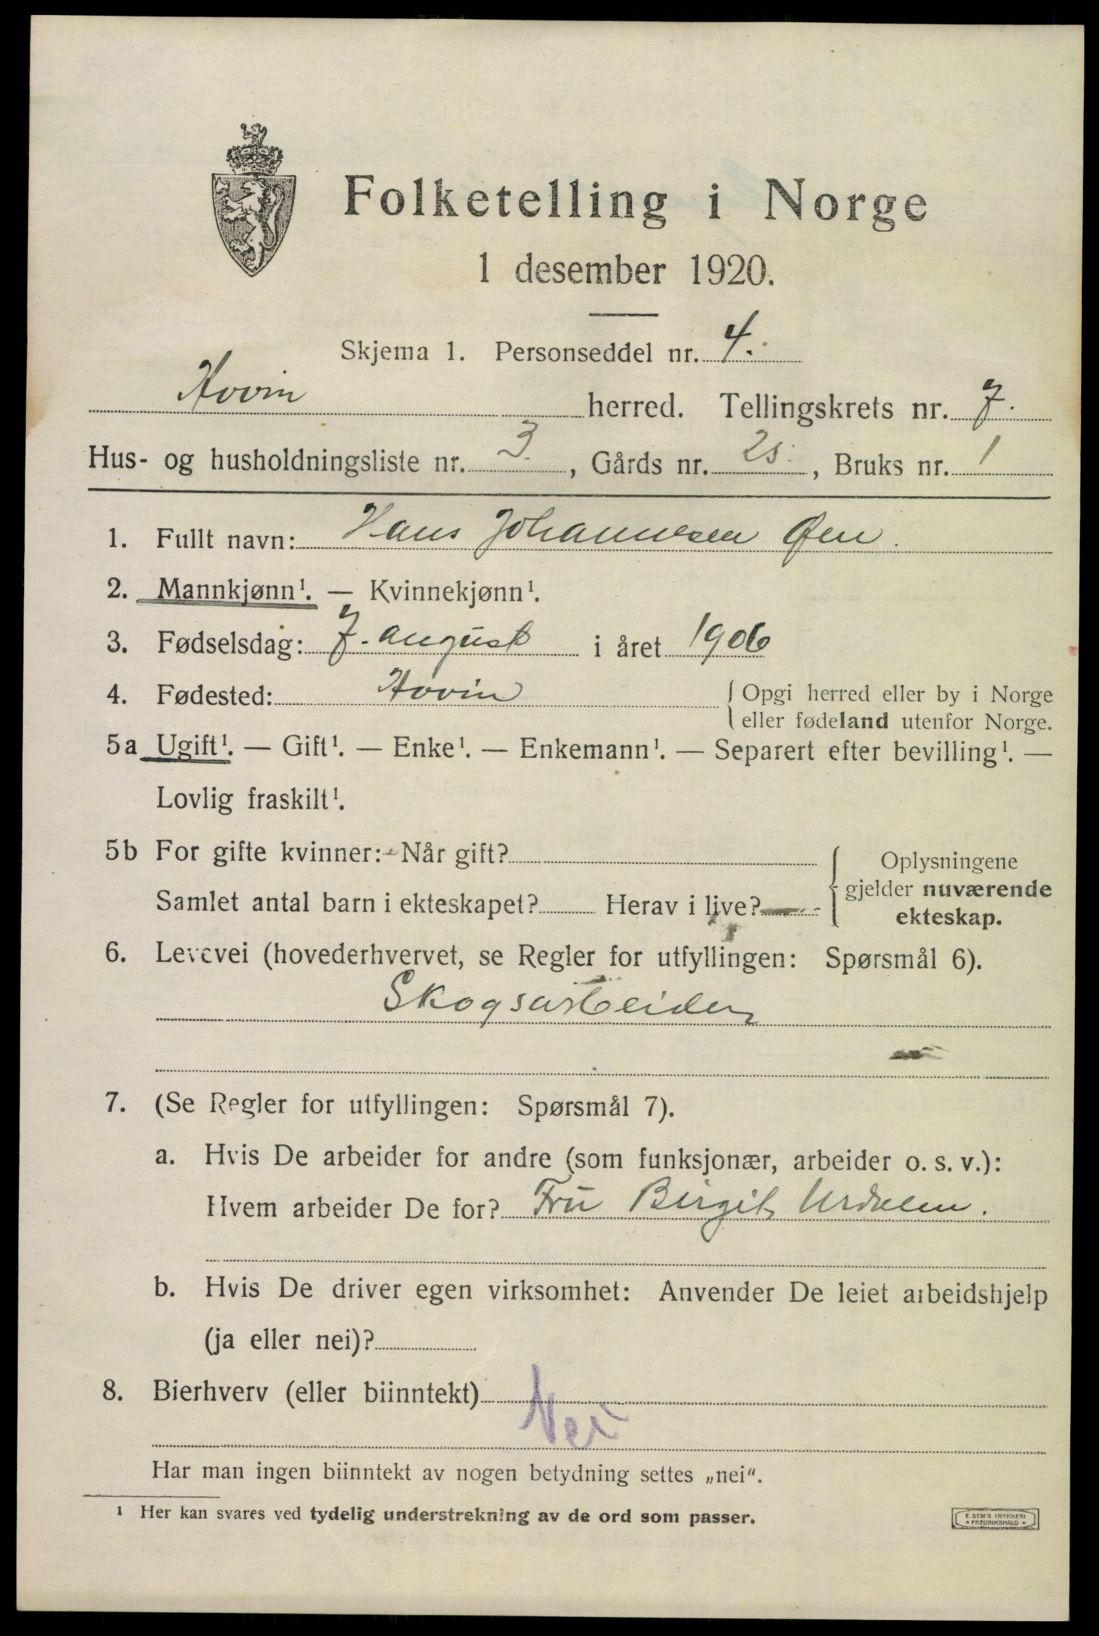 Folketelling i Norge
1 desember 1920.
Skjema 1. Personseddel nr. 4.
Hovin herred. Tellingskrets nr. 7.
Hus- og husholdningsliste nr. 3, Gårds nr. 25, Bruks nr. 1
1. Fullt navn: Hans Johannesen Øen.
2. Mannkjønn¹. — Kvinnekjønn¹.
3. Fødselsdag: 7. august i året 1906
4. Fødested: Hovin { Opgi herred eller by i Norge
eller fødeland utenfor Norge.
5a Ugift¹. — Gift¹. — Enke¹. — Enkemann¹. — Separert efter bevilling¹. —
Lovlig fraskilt¹.
5b For gifte kvinner: Når gift?
Samlet antal barn i ekteskapet? Herav i live?
{ Oplysningene
gjelder nuværende
ekteskap.
6. Levevei (hovederhvervet, se Regler for utfyllingen: Spørsmål 6).
Skogsarbeider
7. (Se Regler for utfyllingen: Spørsmål 7).
a. Hvis De arbeider for andre (som funksjonær, arbeider o. s. v.):
Hvem arbeider De for? Fru Birgit Urdalen.
b. Hvis De driver egen virksomhet: Anvender De leiet arbeidshjelp
(ja eller nei)?
8. Bierhverv (eller biinntekt)
Nei
Har man ingen biinntekt av nogen betydning settes „nei“.
¹ Her kan svares ved tydelig understrekning av de ord som passer.
E. SEM'S TRYKKERI
• FREDRIKSHALD •